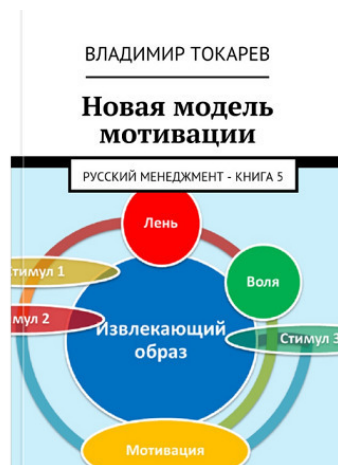 ВЛАДИМИР ТОКАРЕВ
Новая модель
мотивации
РУССКИЙ МЕНЕДЖМЕНТ - КНИГА 5
Лень
тимул 1
Воля
мул 2
Извлекающий
образ
Стимул 3
Мотивация